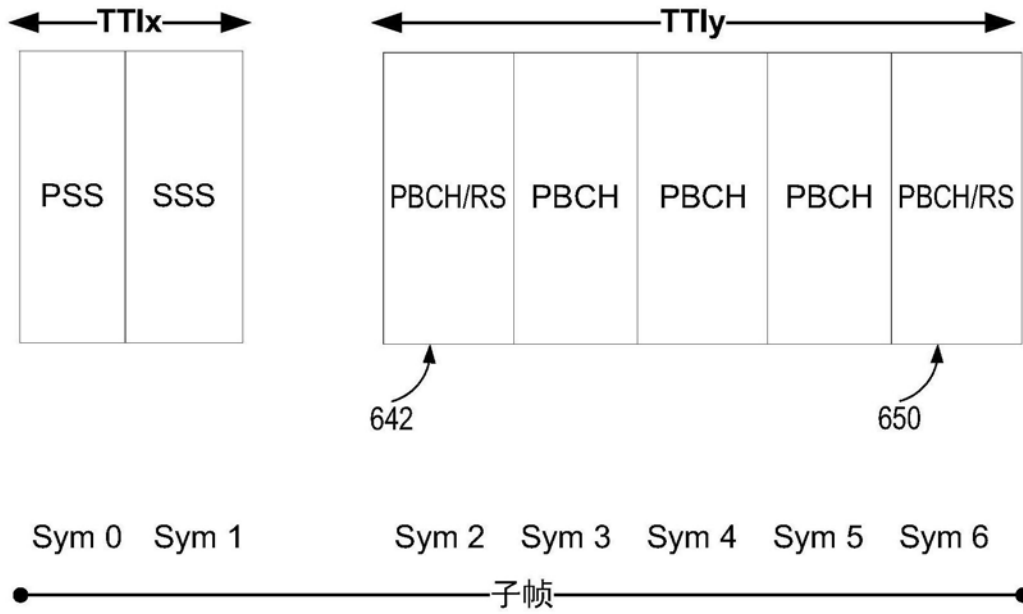 TTIx TTIy
PSS SSS PBCH/RS PBCH PBCH PBCH PBCH/RS
642 650
Sym 0 Sym 1 Sym 2 Sym 3 Sym 4 Sym 5 Sym 6
子帧